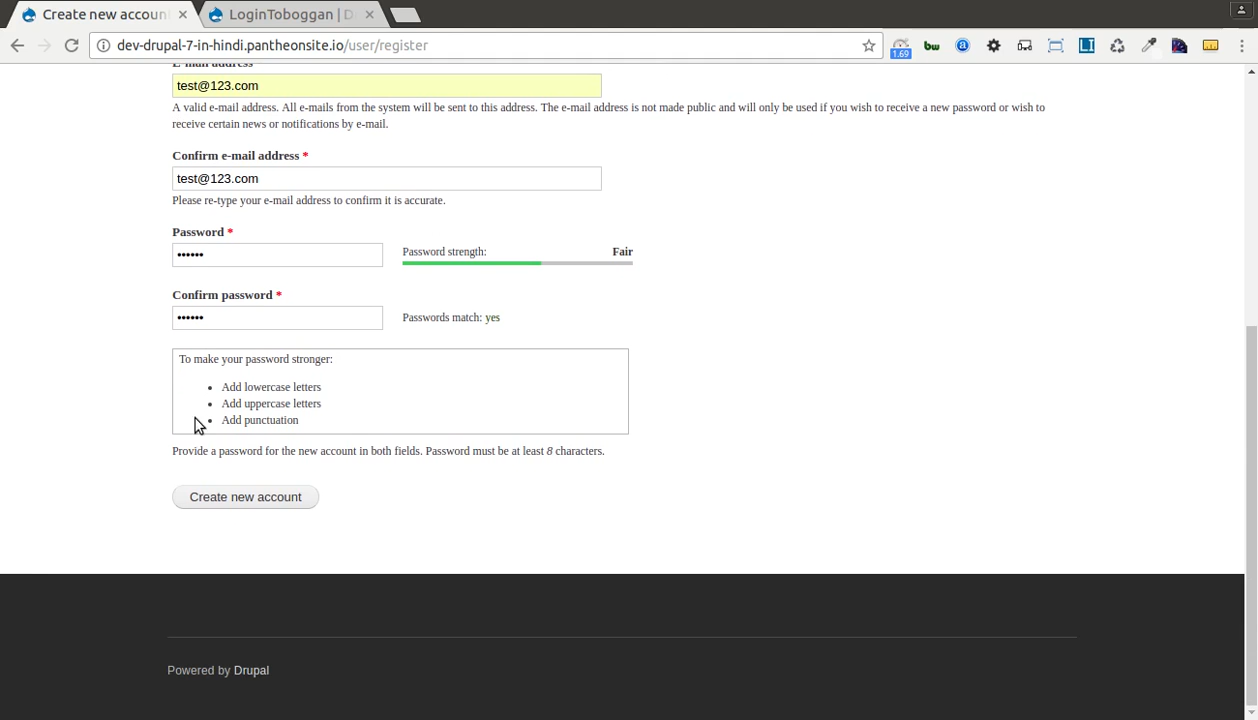 Create new accoun
LoginToboggan | D
dev-drupal-7-in-hindi.pantheonsite.io/user/register
1.69
bw
a
LI
E-mail address
test@123.com
A valid e-mail address. All e-mails from the system will be sent to this address. The e-mail address is not made public and will only be used if you wish to receive a new password or wish to
receive certain news or notifications by e-mail.
Confirm e-mail address *
test@123.com
Please re-type your e-mail address to confirm it is accurate.
Password *
••••••
Password strength: Fair
Confirm password *
••••••
Passwords match: yes
To make your password stronger:
• Add lowercase letters
• Add uppercase letters
• Add punctuation
Provide a password for the new account in both fields. Password must be at least 8 characters.
Create new account
Powered by Drupal